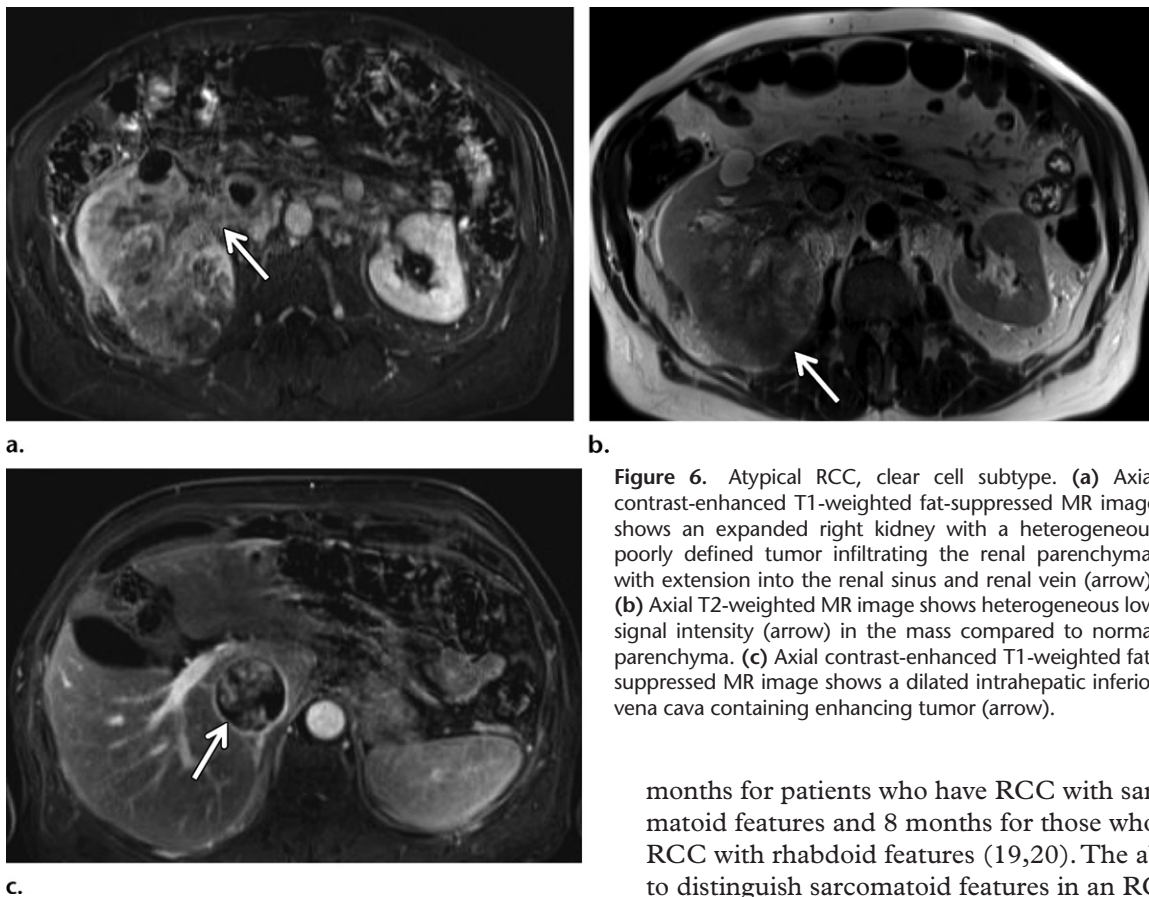 a.
b.
Figure 6. Atypical RCC, clear cell subtype. (a) Axia
contrast-enhanced T1-weighted fat-suppressed MR image
shows an expanded right kidney with a heterogeneou
poorly defined tumor infiltrating the renal parenchyma
with extension into the renal sinus and renal vein (arrow)
(b) Axial T2-weighted MR image shows heterogeneous low
signal intensity (arrow) in the mass compared to norma
parenchyma. (c) Axial contrast-enhanced T1-weighted fat
suppressed MR image shows a dilated intrahepatic inferio
vena cava containing enhancing tumor (arrow).
c.
months for patients who have RCC with sar
matoid features and 8 months for those who
RCC with rhabdoid features (19,20). The a
to distinguish sarcomatoid features in an RC